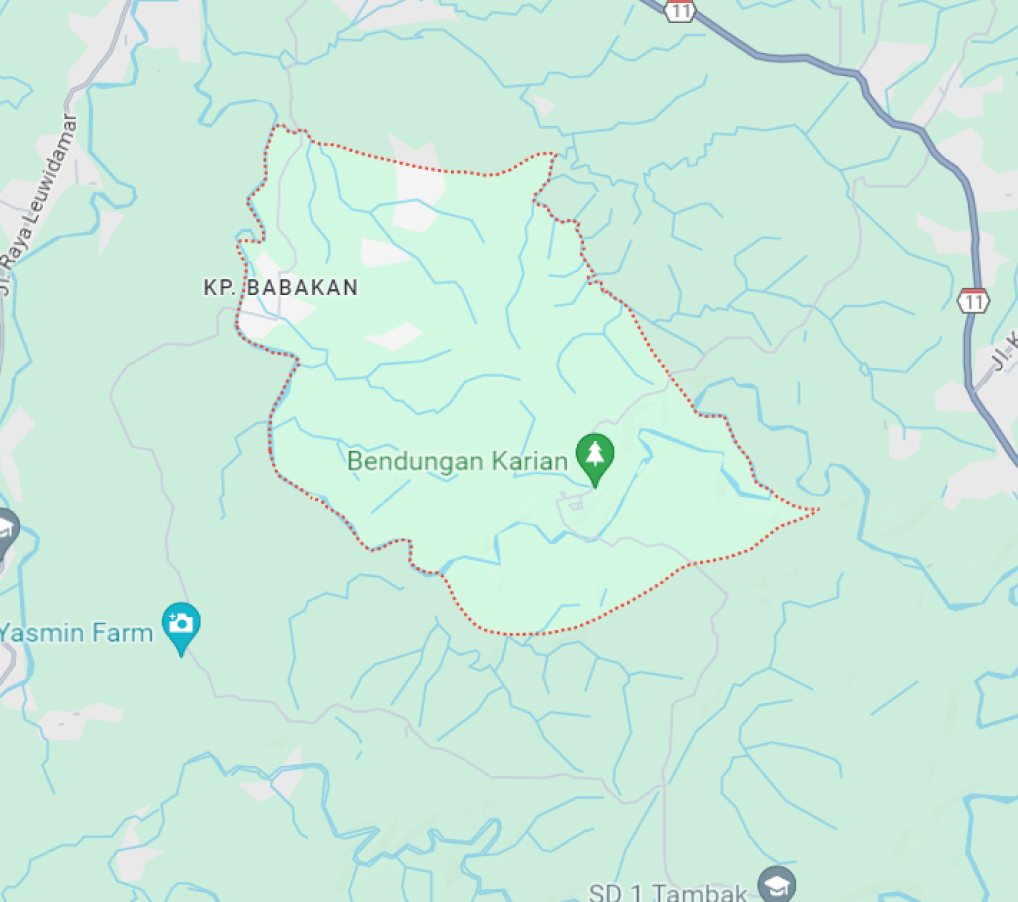 11
Jl. Raya Leuwidamar
KP. BABAKAN
11
Jl. K
Bendungan Karian
Yasmin Farm
SD 1 Tambak